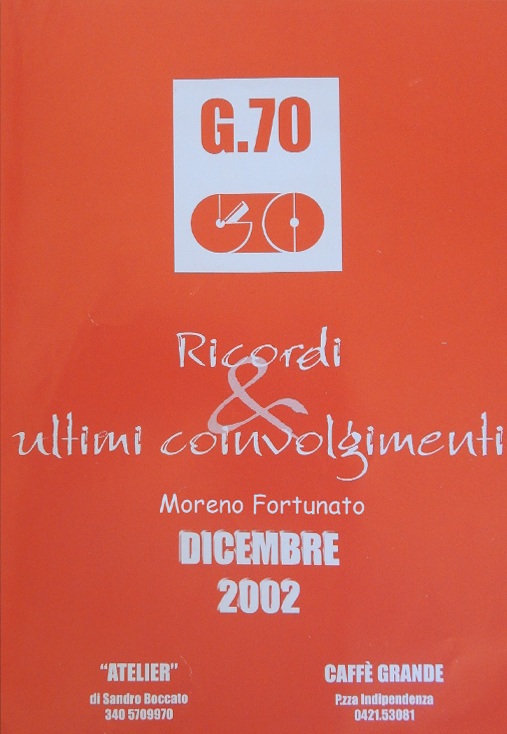 G.70
GO
Ricordi
&
ultimi coinvolgimenti
Moreno Fortunato
DICEMBRE
2002
"ATELIER"
di Sandro Boccato
340 5709970
CAFFÈ GRANDE
P.zza Indipendenza
0421.53081